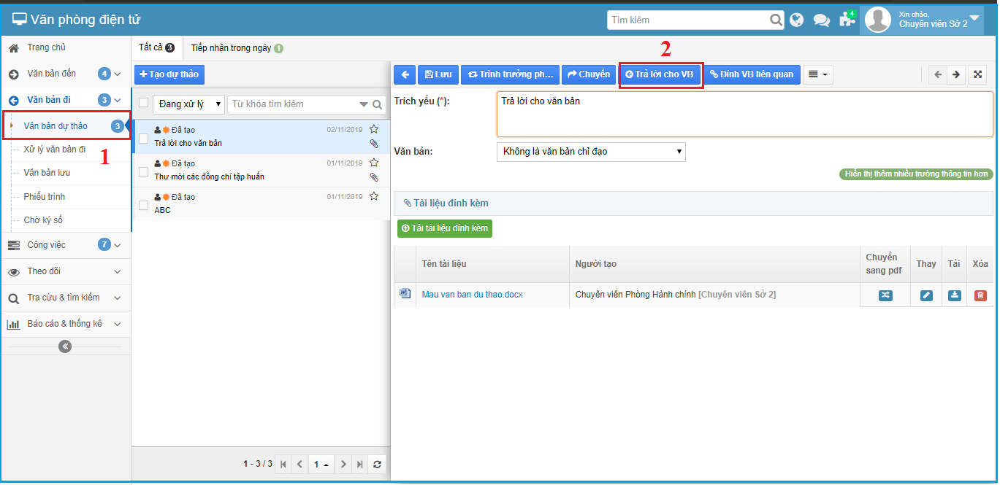 Văn phòng điện tử
Tìm kiếm
4
Xin chào,
Chuyên viên Sở 2
Trang chủ
Văn bản đến 4
Văn bản đi 3
Văn bản dự thảo 3
1
Xử lý văn bản đi
Văn bản lưu
Phiếu trình
Chờ ký số
Công việc 7
Theo dõi
Tra cứu & tìm kiếm
Báo cáo & thống kê
Tất cả 3 Tiếp nhận trong ngày 1
Tạo dự thảo
Đang xử lý Từ khóa tìm kiếm
Đã tạo 02/11/2019
Trả lời cho văn bản
Đã tạo 01/11/2019
Thư mời các đồng chí tập huấn
Đã tạo 01/11/2019
ABC
1 - 3 / 3 1
2
Lưu Trình trưởng ph... Chuyển Trả lời cho VB Đính VB liên quan
Trích yếu (*): Trả lời cho văn bản
Văn bản: Không là văn bản chỉ đạo
Hiển thị thêm nhiều trường thông tin hơn
Tài liệu đính kèm
Tải tài liệu đính kèm
Tên tài liệu Người tạo Chuyển sang pdf Thay Tải Xóa
Mau van ban du thao.docx Chuyên viên Phòng Hành chính [Chuyên viên Sở 2]